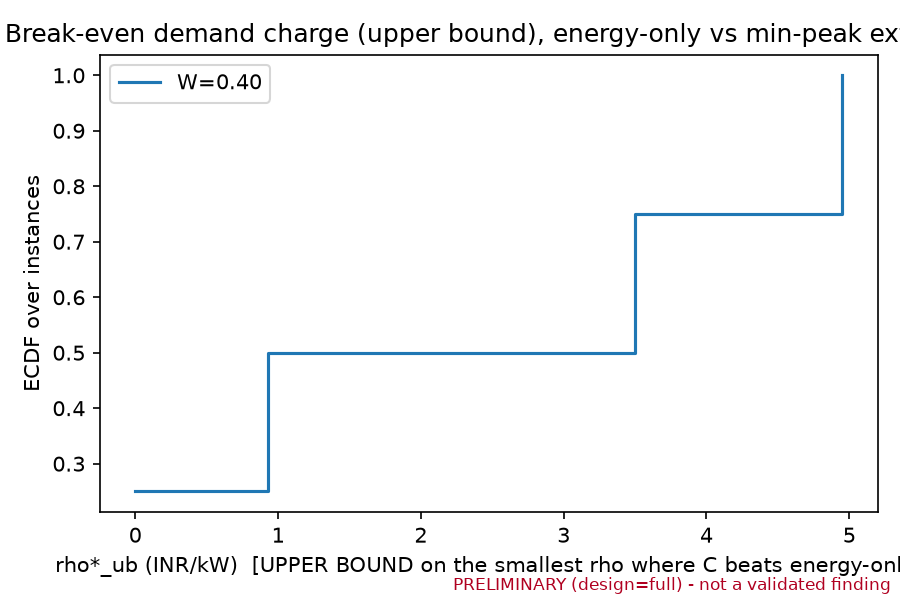 Break-even demand charge (upper bound), energy-only vs min-peak ex
W=0.40
1.0
0.9
0.8
0.7
0.6
0.5
0.4
0.3
ECDF over instances
0 1 2 3 4 5
rho*_ub (INR/kW) [UPPER BOUND on the smallest rho where C beats energy-onl
PRELIMINARY (design=full) - not a validated finding